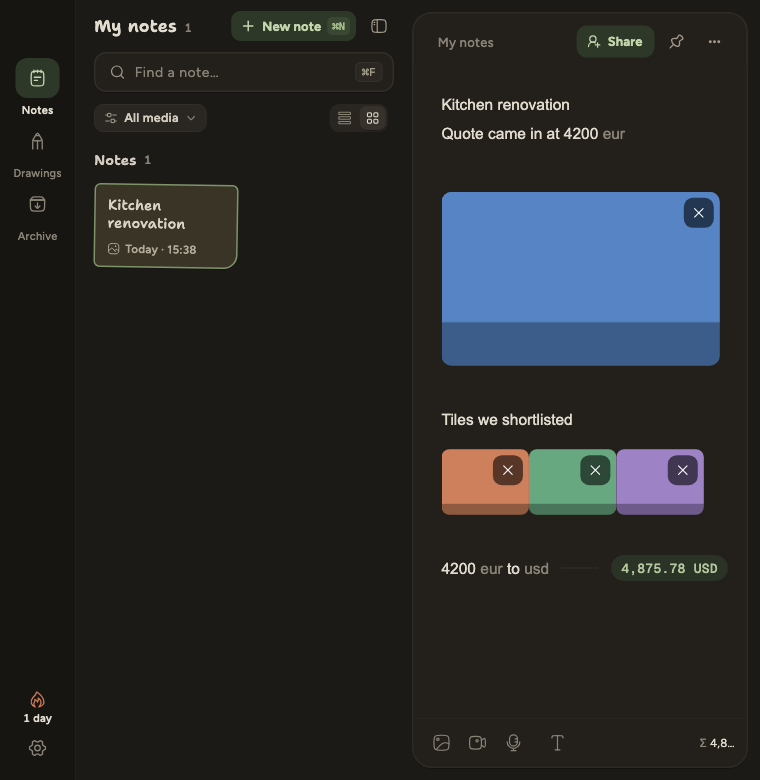 My notes 1
New note ⌘N
Find a note... ⌘F
All media
Notes 1
Kitchen
renovation
Today · 15:38
Notes
Drawings
Archive
1 day
My notes
Share
Kitchen renovation
Quote came in at 4200 eur
Tiles we shortlisted
4200 eur to usd 4,875.78 USD
Σ 4,8...